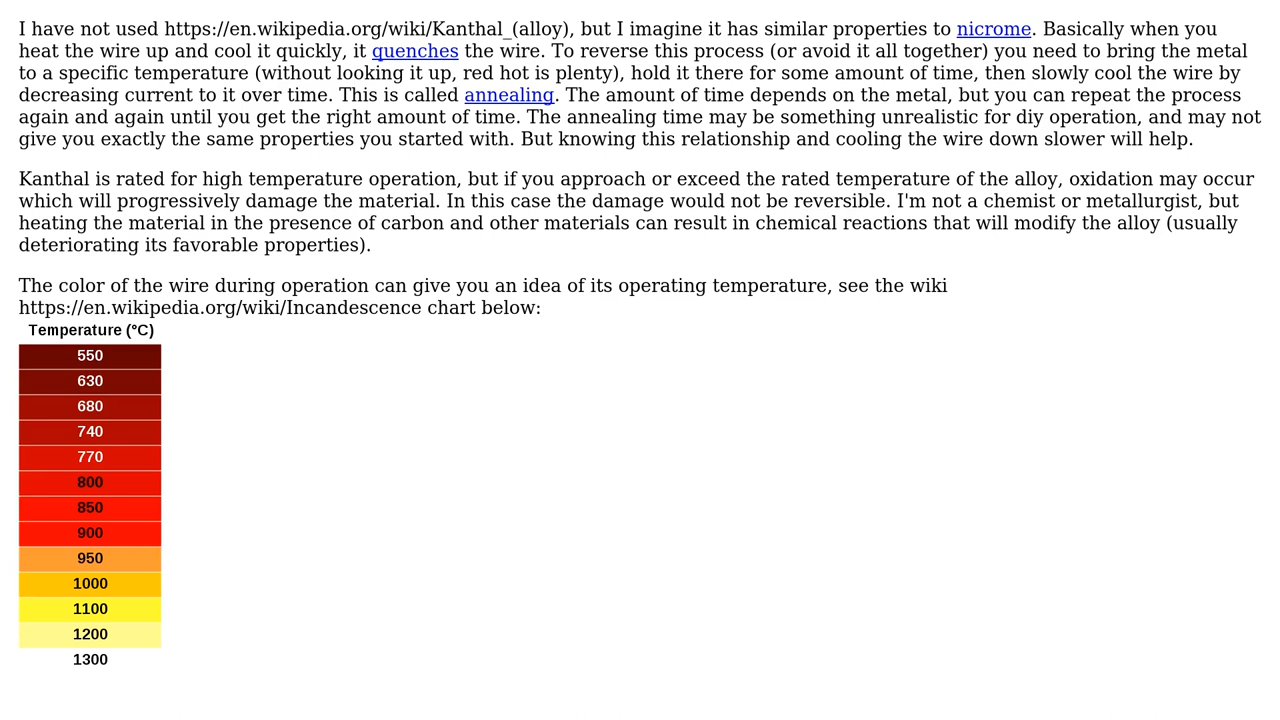 I have not used https://en.wikipedia.org/wiki/Kanthal_(alloy), but I imagine it has similar properties to nicrome. Basically when you
heat the wire up and cool it quickly, it quenches the wire. To reverse this process (or avoid it all together) you need to bring the metal
to a specific temperature (without looking it up, red hot is plenty), hold it there for some amount of time, then slowly cool the wire by
decreasing current to it over time. This is called annealing. The amount of time depends on the metal, but you can repeat the process
again and again until you get the right amount of time. The annealing time may be something unrealistic for diy operation, and may not
give you exactly the same properties you started with. But knowing this relationship and cooling the wire down slower will help.
Kanthal is rated for high temperature operation, but if you approach or exceed the rated temperature of the alloy, oxidation may occur
which will progressively damage the material. In this case the damage would not be reversible. I'm not a chemist or metallurgist, but
heating the material in the presence of carbon and other materials can result in chemical reactions that will modify the alloy (usually
deteriorating its favorable properties).
The color of the wire during operation can give you an idea of its operating temperature, see the wiki
https://en.wikipedia.org/wiki/Incandescence chart below:
Temperature (°C)
550
630
680
740
770
800
850
900
950
1000
1100
1200
1300